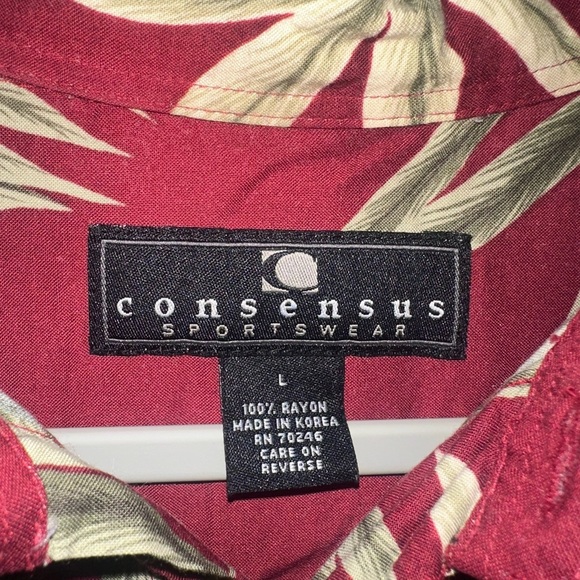 consensus
SPORTSWEAR
L
100% RAYON
MADE IN KOREA
RN 70246
CARE ON
REVERSE